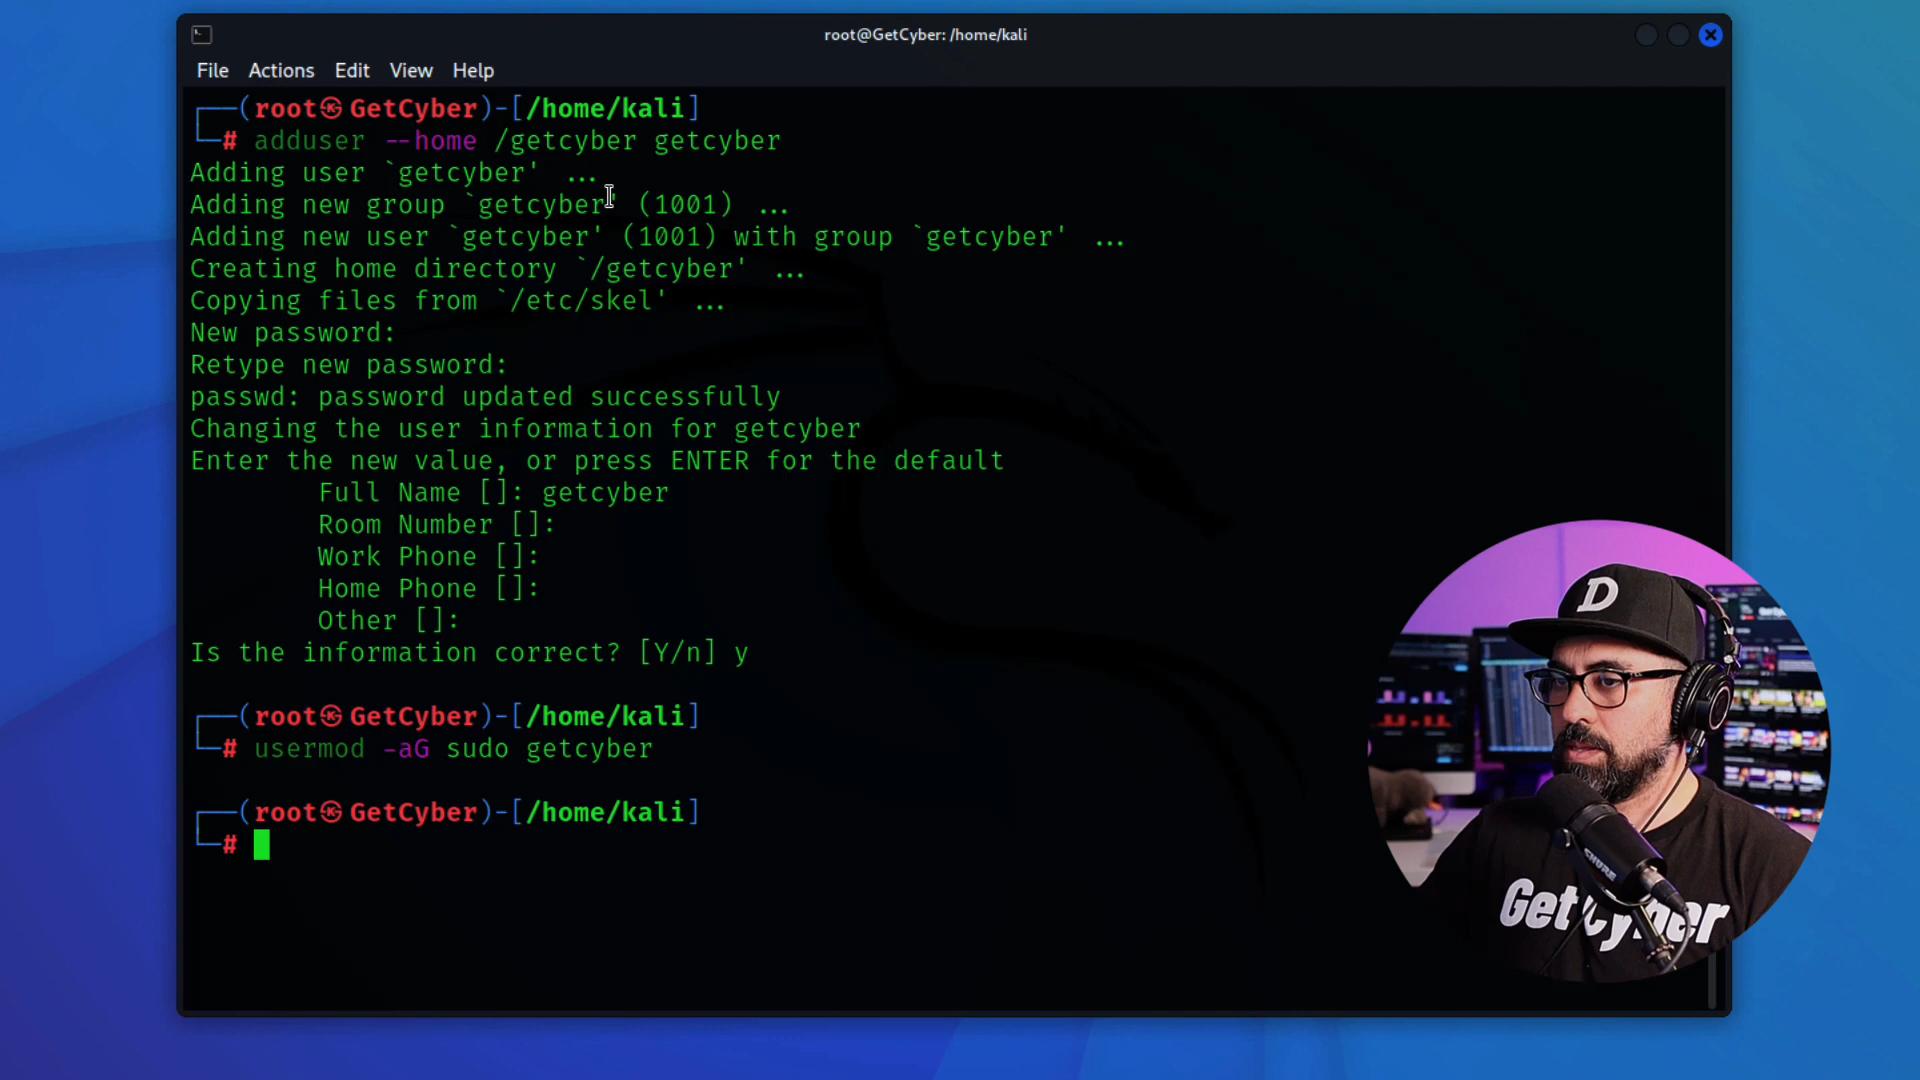 root@GetCyber: /home/kali
File Actions Edit View Help
┌──(root㉿GetCyber)-[/home/kali]
└─# adduser --home /getcyber getcyber
Adding user `getcyber' ...
Adding new group `getcyber' (1001) ...
Adding new user `getcyber' (1001) with group `getcyber' ...
Creating home directory `/getcyber' ...
Copying files from `/etc/skel' ...
New password:
Retype new password:
passwd: password updated successfully
Changing the user information for getcyber
Enter the new value, or press ENTER for the default
Full Name []: getcyber
Room Number []:
Work Phone []:
Home Phone []:
Other []:
Is the information correct? [Y/n] y
┌──(root㉿GetCyber)-[/home/kali]
└─# usermod -aG sudo getcyber
┌──(root㉿GetCyber)-[/home/kali]
└─#
D
SHURE
GetCyber